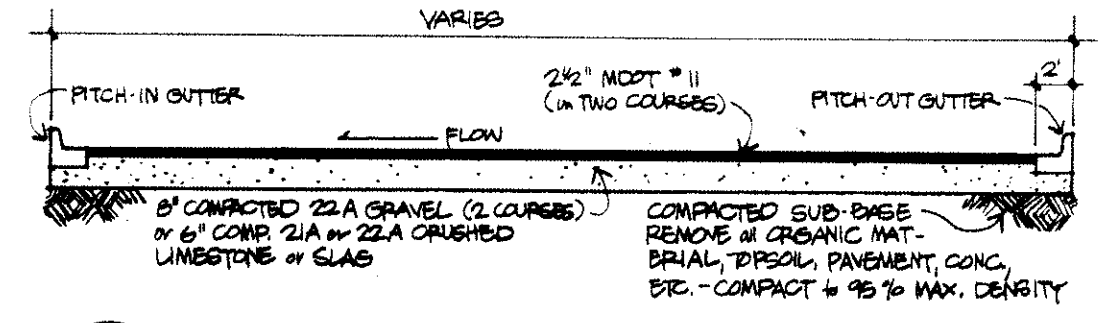 VARIES
2'
PITCH-IN GUTTER
2½" MDOT # 11
(in TWO COURSES)
PITCH-OUT GUTTER
FLOW
8" COMPACTED 22A GRAVEL (2 COURSES)
or 6" COMP. 21A or 22A CRUSHED
LIMESTONE or SLAG
COMPACTED SUB-BASE
REMOVE all ORGANIC MAT-
ERIAL, TOPSOIL, PAVEMENT, CONC.,
ETC. - COMPACT to 95% MAX. DENSITY